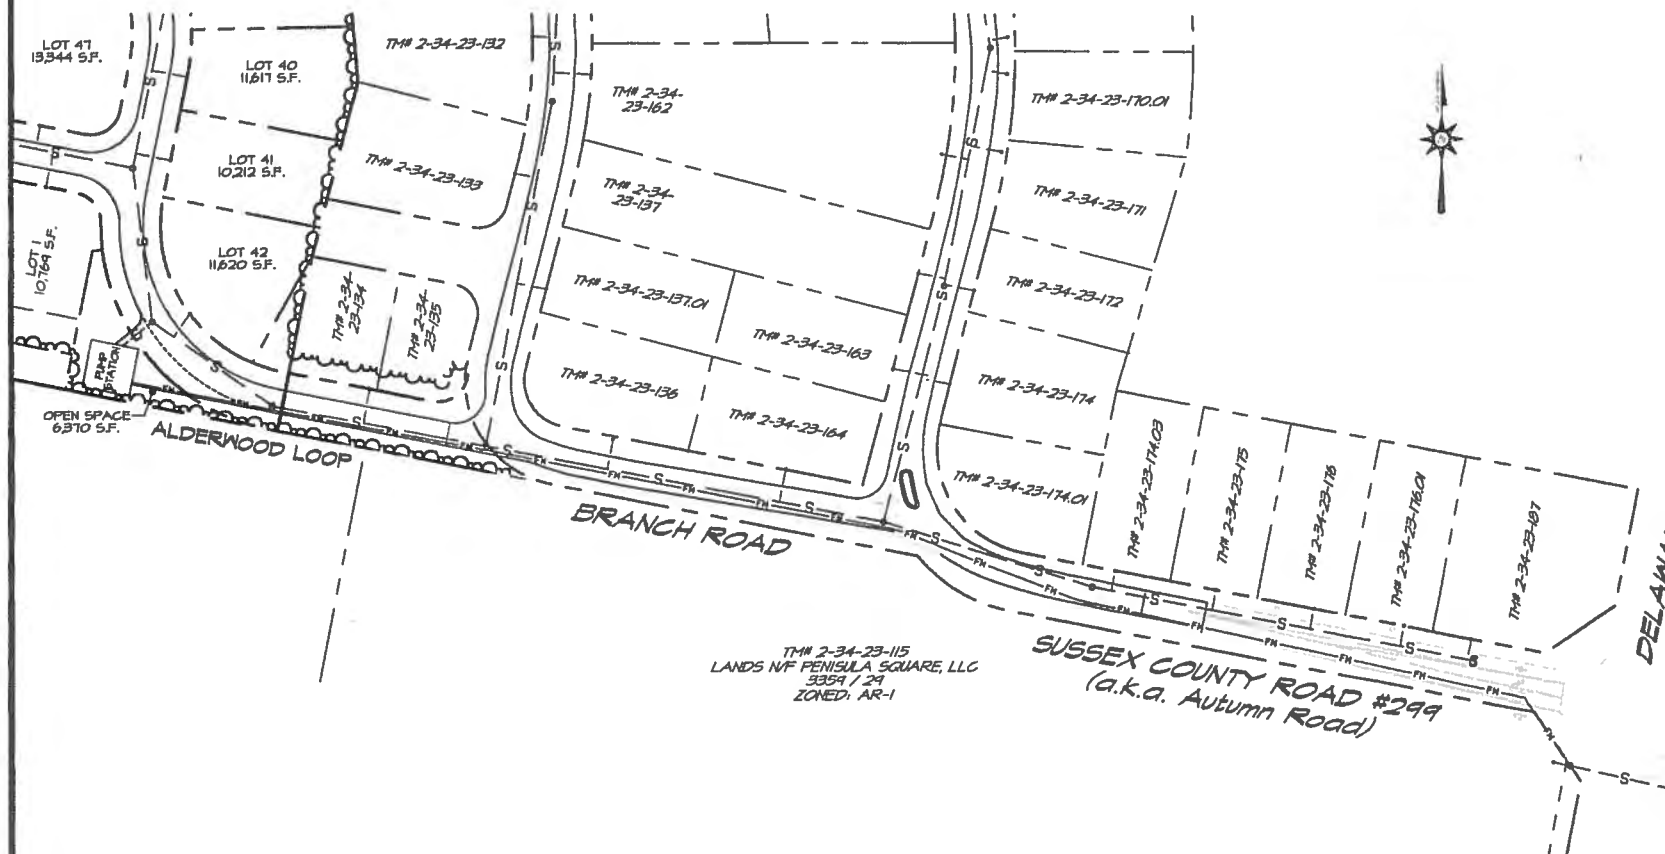 LOT 47
13,344 S.F.
LOT 40
11,617 S.F.
TM# 2-34-23-132
TM# 2-34-
23-162
TM# 2-34-23-170.01
LOT 41
10,212 S.F.
TM# 2-34-23-133
TM# 2-34-
23-137
TM# 2-34-23-171
LOT 1
10,769 S.F.
LOT 42
11,620 S.F.
TM# 2-34-
23-134
TM# 2-34-
23-135
TM# 2-34-23-137.01
TM# 2-34-23-163
TM# 2-34-23-172
PUMP
STATION
TM# 2-34-23-136
TM# 2-34-23-164
TM# 2-34-23-174
OPEN SPACE
6,370 S.F.
ALDERWOOD LOOP
BRANCH ROAD
TM# 2-34-23-174.01
TM# 2-34-23-174.03
TM# 2-34-23-175
TM# 2-34-23-176
TM# 2-34-23-176.01
TM# 2-34-23-187
DELAWA
TM# 2-34-23-115
LANDS N/F PENISULA SQUARE, LLC
3359 / 29
ZONED: AR-1
SUSSEX COUNTY ROAD #299
(a.k.a. Autumn Road)